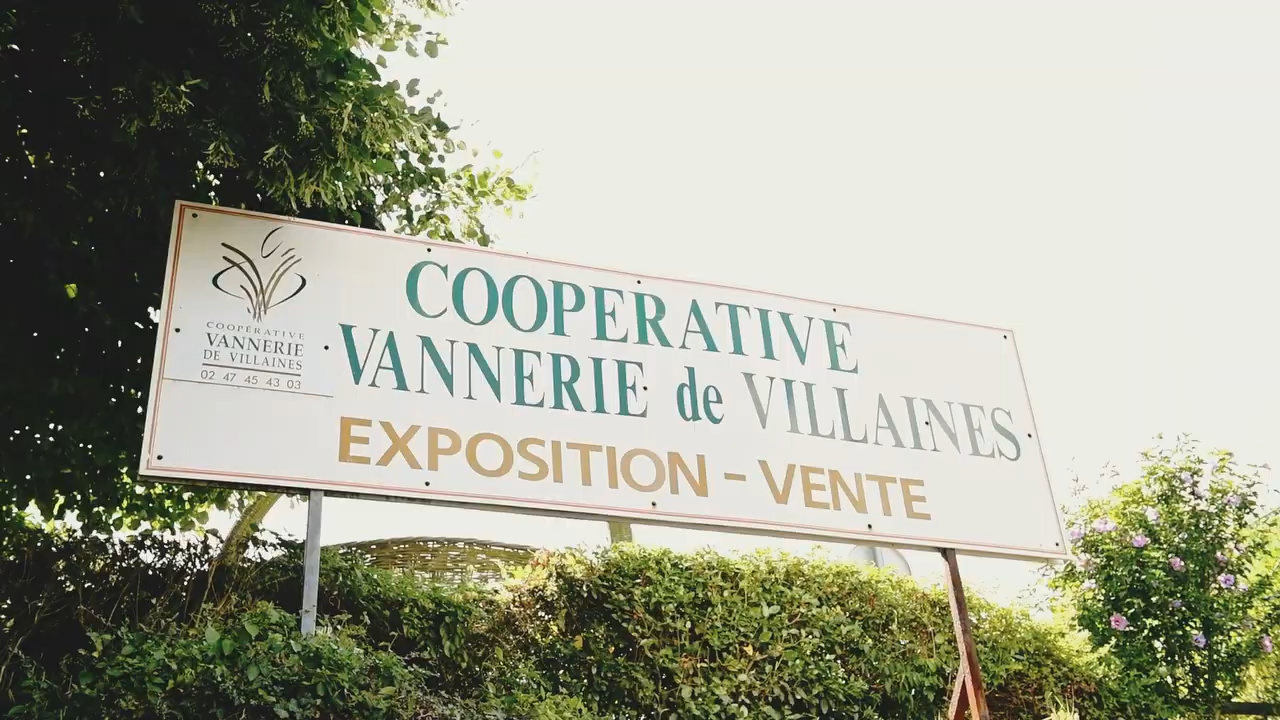 COOPÉRATIVE
VANNERIE
DE VILLAINES
02 47 45 43 03
COOPERATIVE
VANNERIE de VILLAINES
EXPOSITION - VENTE